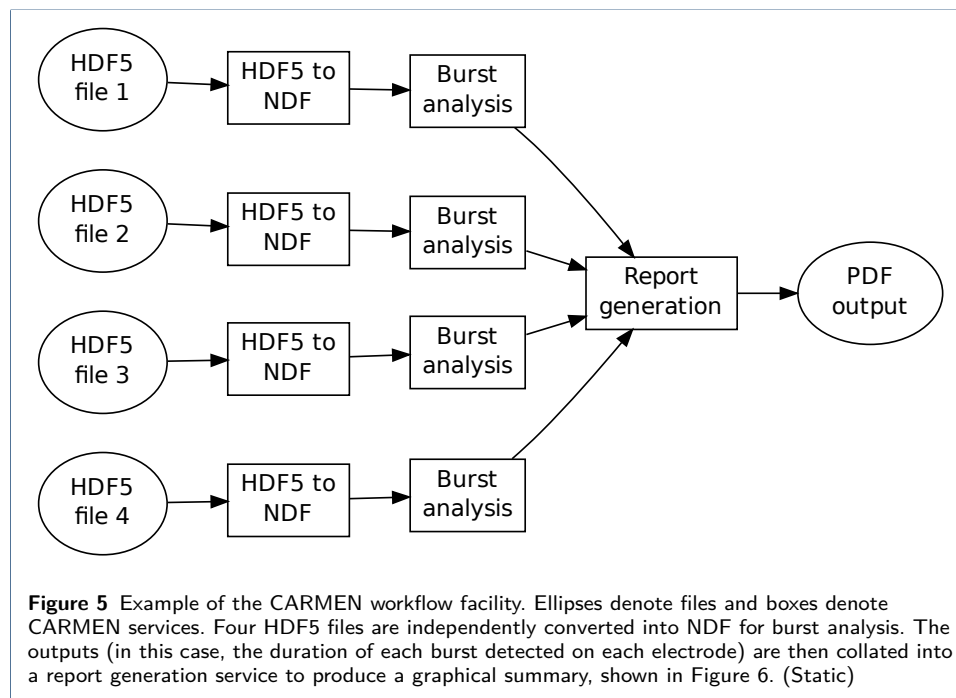 HDF5
file 1
HDF5 to
NDF
Burst
analysis
HDF5
file 2
HDF5 to
NDF
Burst
analysis
Report
generation
PDF
output
HDF5
file 3
HDF5 to
NDF
Burst
analysis
HDF5
file 4
HDF5 to
NDF
Burst
analysis
Figure 5 Example of the CARMEN workflow facility. Ellipses denote files and boxes denote
CARMEN services. Four HDF5 files are independently converted into NDF for burst analysis. The
outputs (in this case, the duration of each burst detected on each electrode) are then collated into
a report generation service to produce a graphical summary, shown in Figure 6. (Static)